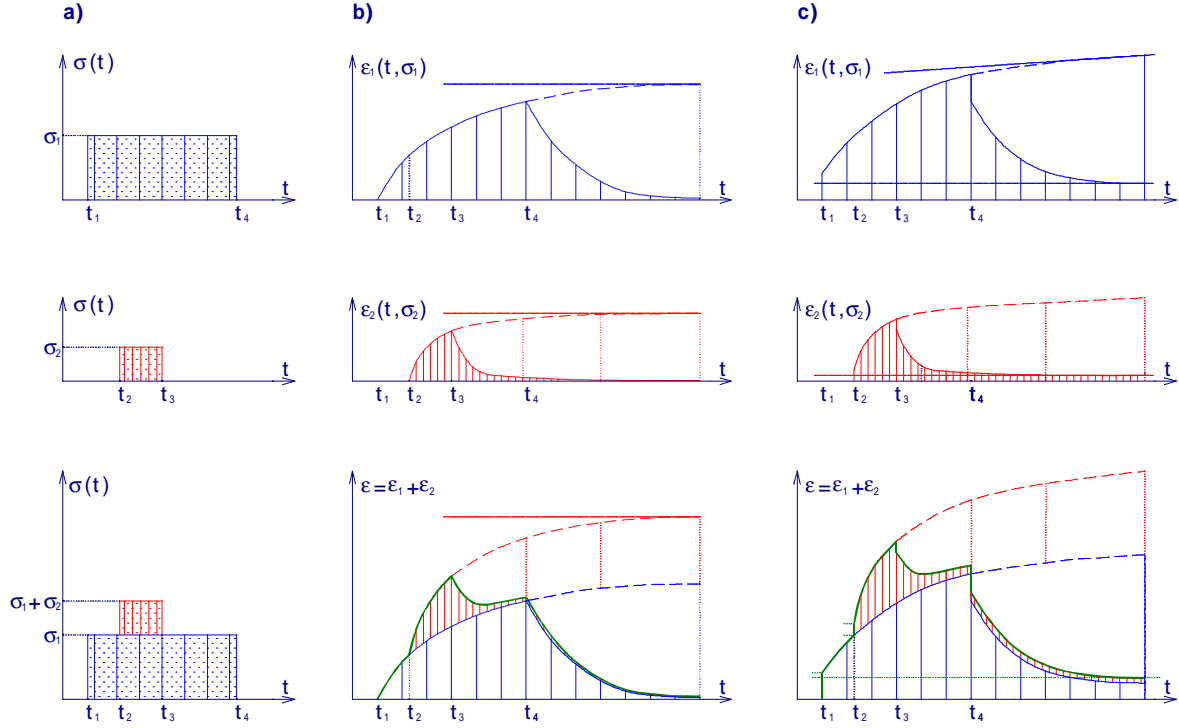 a)
b)
c)
σ(t)
σ₁
t
t₁
t₄
ε₁(t,σ₁)
t₁
t₂
t₃
t₄
t
ε₁(t,σ₁)
t₁
t₂
t₃
t₄
t
σ(t)
σ₂
t
t₂
t₃
ε₂(t,σ₂)
t₁
t₂
t₃
t₄
t
ε₂(t,σ₂)
t₁
t₂
t₃
t₄
t
σ(t)
σ₁+σ₂
σ₁
t
t₁
t₂
t₃
t₄
ε=ε₁+ε₂
t₁
t₂
t₃
t₄
t
ε=ε₁+ε₂
t₁
t₂
t₃
t₄
t